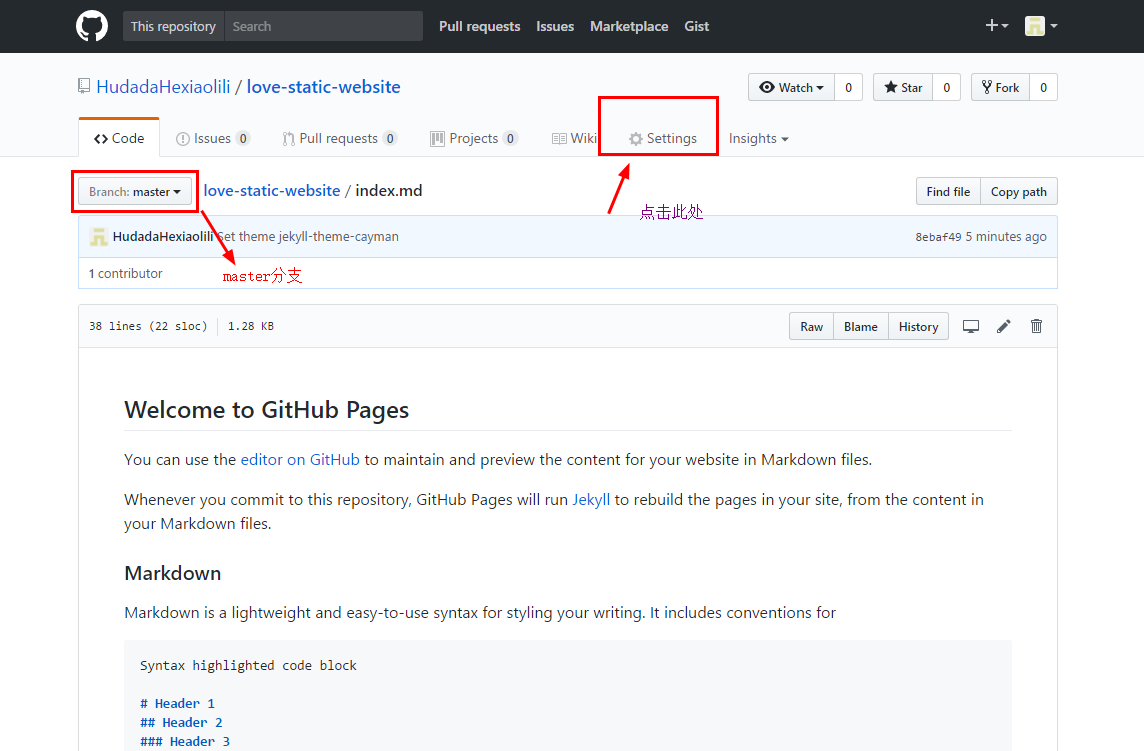 This repository Search Pull requests Issues Marketplace Gist
HudadaHexiaolili / love-static-website Watch 0 Star 0 Fork 0
Code Issues 0 Pull requests 0 Projects 0 Wiki Settings Insights
Branch: master love-static-website / index.md Find file Copy path
点击此处
HudadaHexiaolili Set theme jekyll-theme-cayman 8ebaf49 5 minutes ago
1 contributor
master分支
38 lines (22 sloc) 1.28 KB Raw Blame History
Welcome to GitHub Pages
You can use the editor on GitHub to maintain and preview the content for your website in Markdown files.
Whenever you commit to this repository, GitHub Pages will run Jekyll to rebuild the pages in your site, from the content in
your Markdown files.
Markdown
Markdown is a lightweight and easy-to-use syntax for styling your writing. It includes conventions for
Syntax highlighted code block
# Header 1
## Header 2
### Header 3